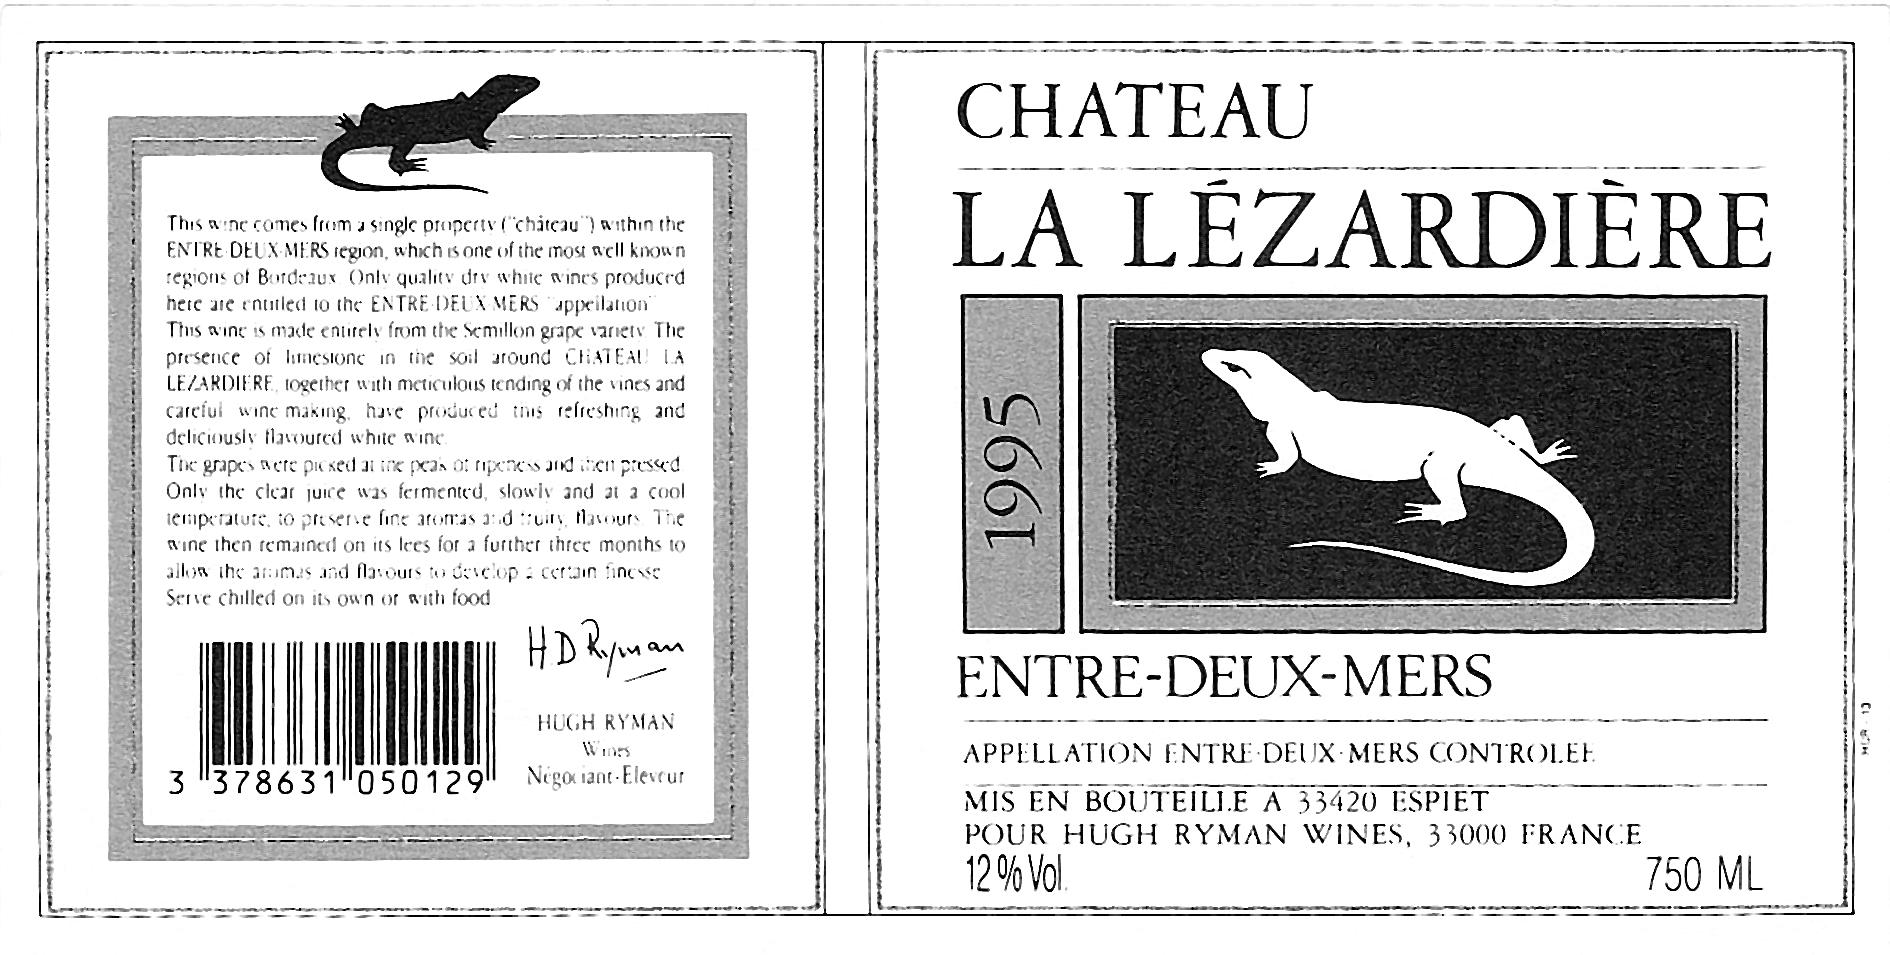 This wine comes from a single property ("château") within the
ENTRE-DEUX-MERS region, which is one of the most well known
regions of Bordeaux. Only quality dry white wines produced
here are entitled to the ENTRE-DEUX-MERS "appellation"
This wine is made entirely from the Semillon grape variety. The
presence of limestone in the soil around CHATEAU LA
LEZARDIERE, together with meticulous tending of the vines and
careful wine making, have produced this refreshing and
deliciously flavoured white wine.
The grapes were picked at the peak of ripeness and then pressed.
Only the clear juice was fermented, slowly and at a cool
temperature, to preserve fine aromas and fruity flavours. The
wine then remained on its lees for a further three months to
allow the aromas and flavours to develop a certain finesse.
Serve chilled on its own or with food
H D Ryman
HUGH RYMAN
Wines
Négociant-Eleveur
3 378631 050129
CHATEAU
LA LÉZARDIÈRE
1995
ENTRE-DEUX-MERS
APPELLATION ENTRE-DEUX-MERS CONTROLEE
MIS EN BOUTEILLE A 33420 ESPIET
POUR HUGH RYMAN WINES, 33000 FRANCE
12% Vol.
750 ML